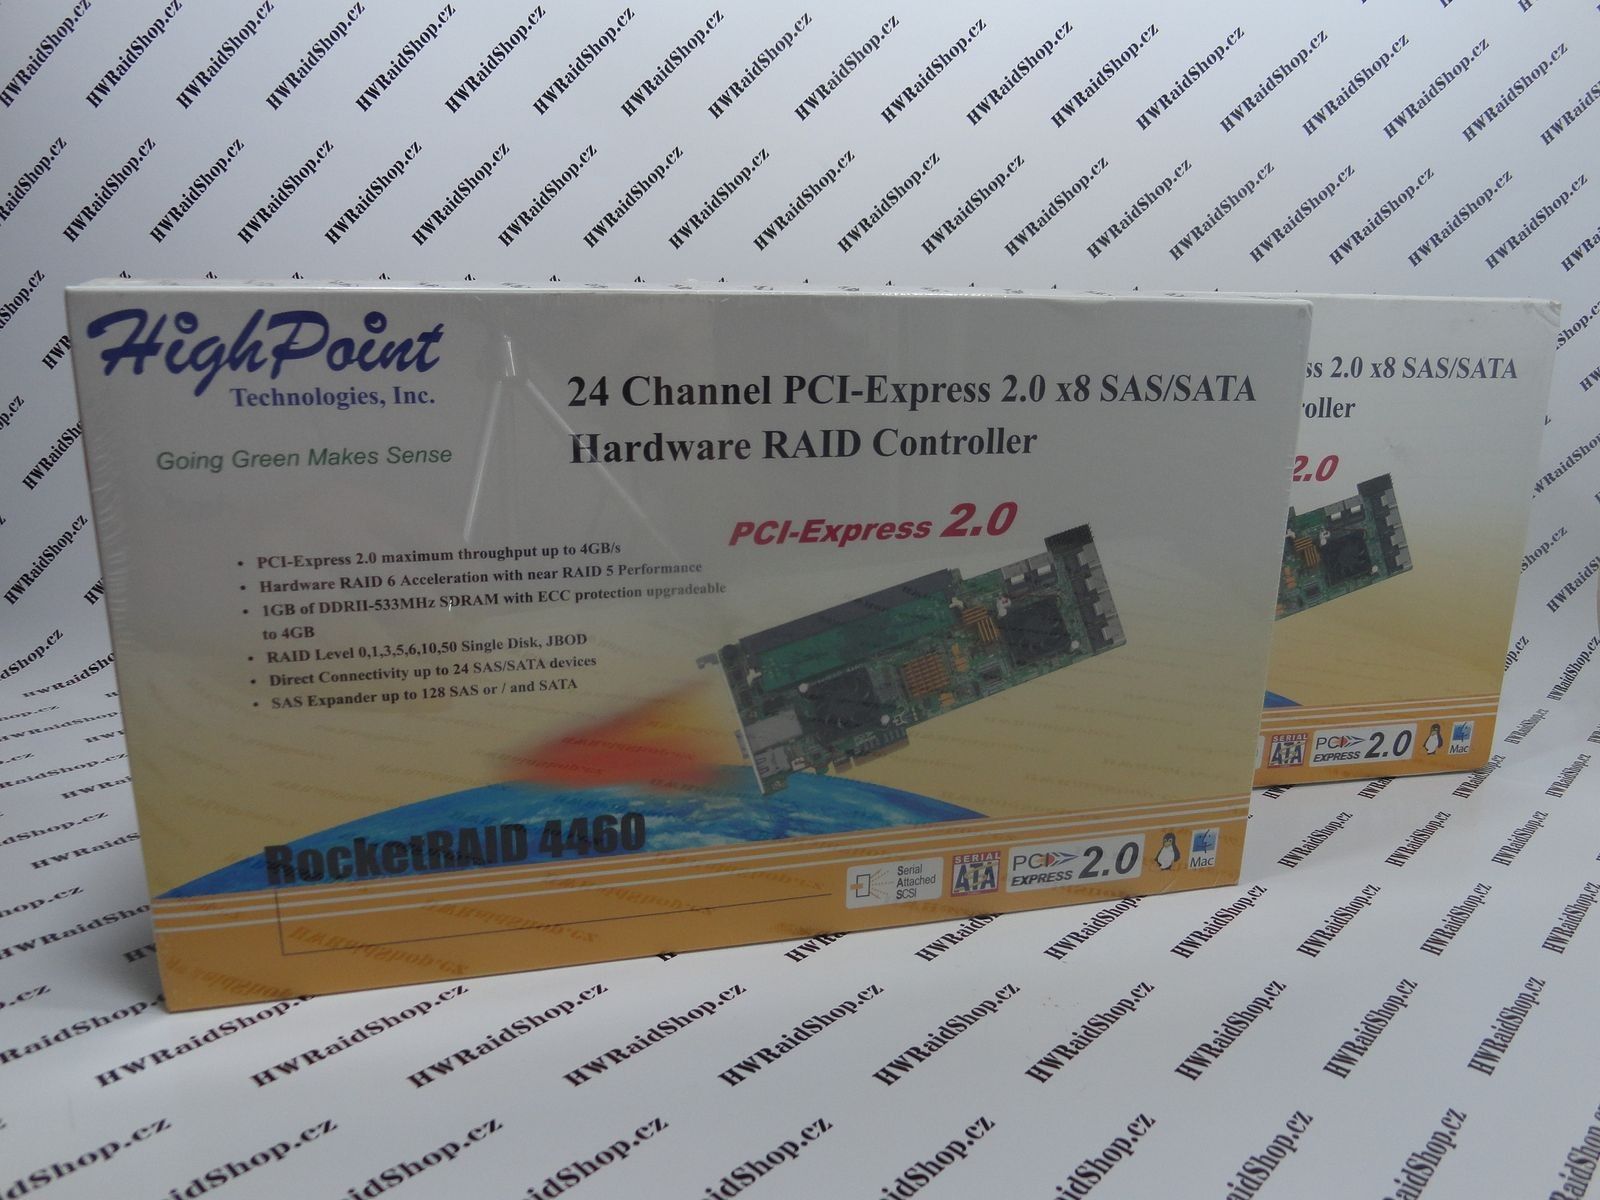 HWRaidShop.cz
HighPoint
Technologies, Inc.
Going Green Makes Sense
24 Channel PCI-Express 2.0 x8 SAS/SATA
Hardware RAID Controller
PCI-Express 2.0
• PCI-Express 2.0 maximum throughput up to 4GB/s
• Hardware RAID 6 Acceleration with near RAID 5 Performance
• 1GB of DDRII-533MHz SDRAM with ECC protection upgradeable
to 4GB
• RAID Level 0,1,3,5,6,10,50 Single Disk, JBOD
• Direct Connectivity up to 24 SAS/SATA devices
• SAS Expander up to 128 SAS or / and SATA
RocketRAID 4460
Serial
Attached
SCSI
SERIAL
ATA
PCI
EXPRESS 2.0
Mac
ss 2.0 x8 SAS/SATA
roller
2.0
SERIAL
ATA
PCI
EXPRESS 2.0
Mac